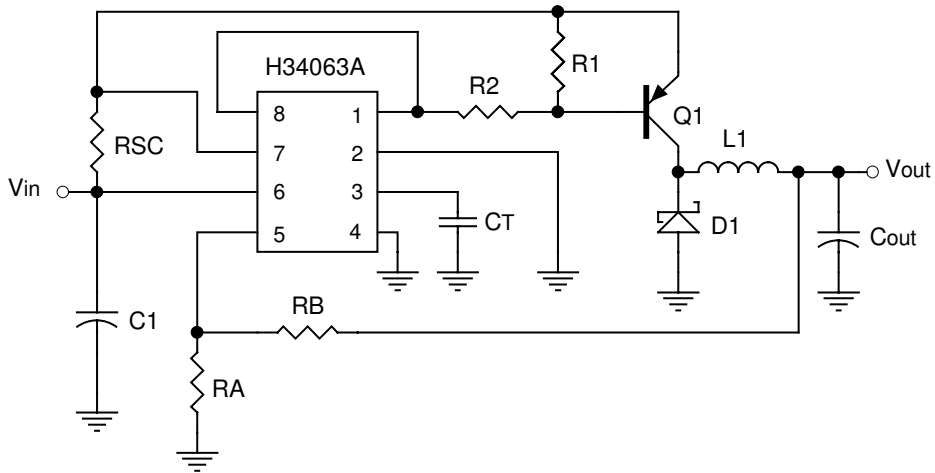 H34063A
R1
R2
8 1
Q1
RSC
7 2
L1
Vin
6 3
Vout
CT
5 4
D1
Cout
C1
RB
RA